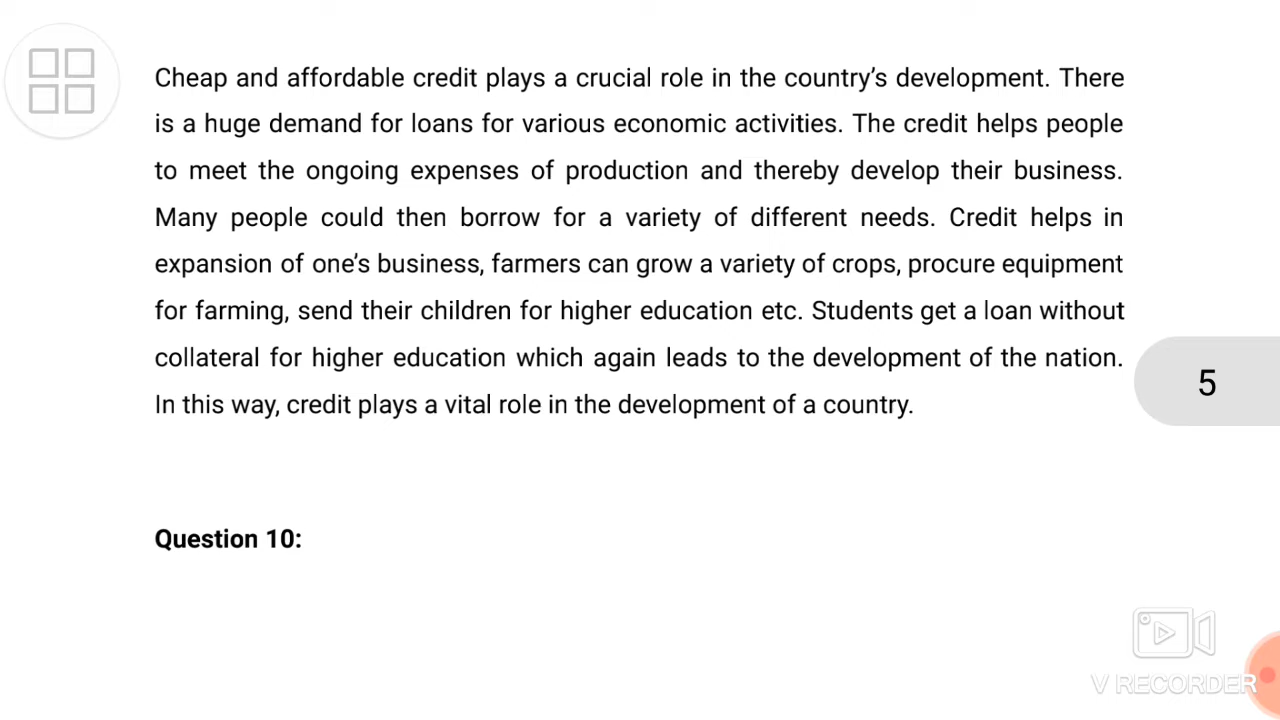 Cheap and affordable credit plays a crucial role in the country’s development. There
is a huge demand for loans for various economic activities. The credit helps people
to meet the ongoing expenses of production and thereby develop their business.
Many people could then borrow for a variety of different needs. Credit helps in
expansion of one’s business, farmers can grow a variety of crops, procure equipment
for farming, send their children for higher education etc. Students get a loan without
collateral for higher education which again leads to the development of the nation.
In this way, credit plays a vital role in the development of a country.
5
Question 10:
V RECORDER